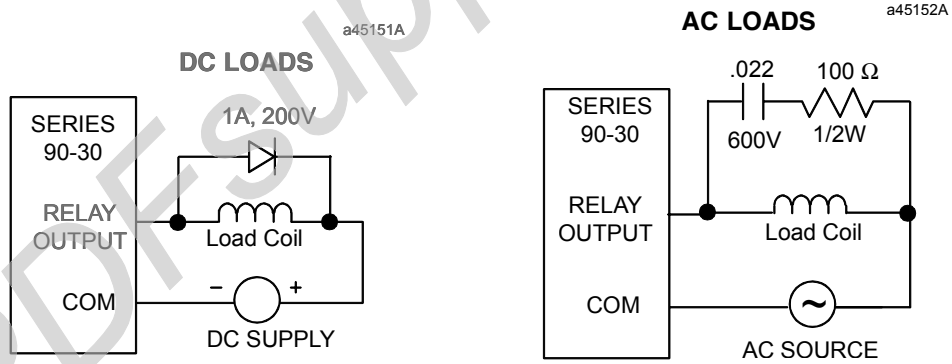 a45151A
DC LOADS
1A, 200V
SERIES
90-30
RELAY
OUTPUT
Load Coil
COM
− +
DC SUPPLY
a45152A
AC LOADS
.022
100 Ω
600V
1/2W
SERIES
90-30
RELAY
OUTPUT
Load Coil
COM
~
AC SOURCE
PDFsupp